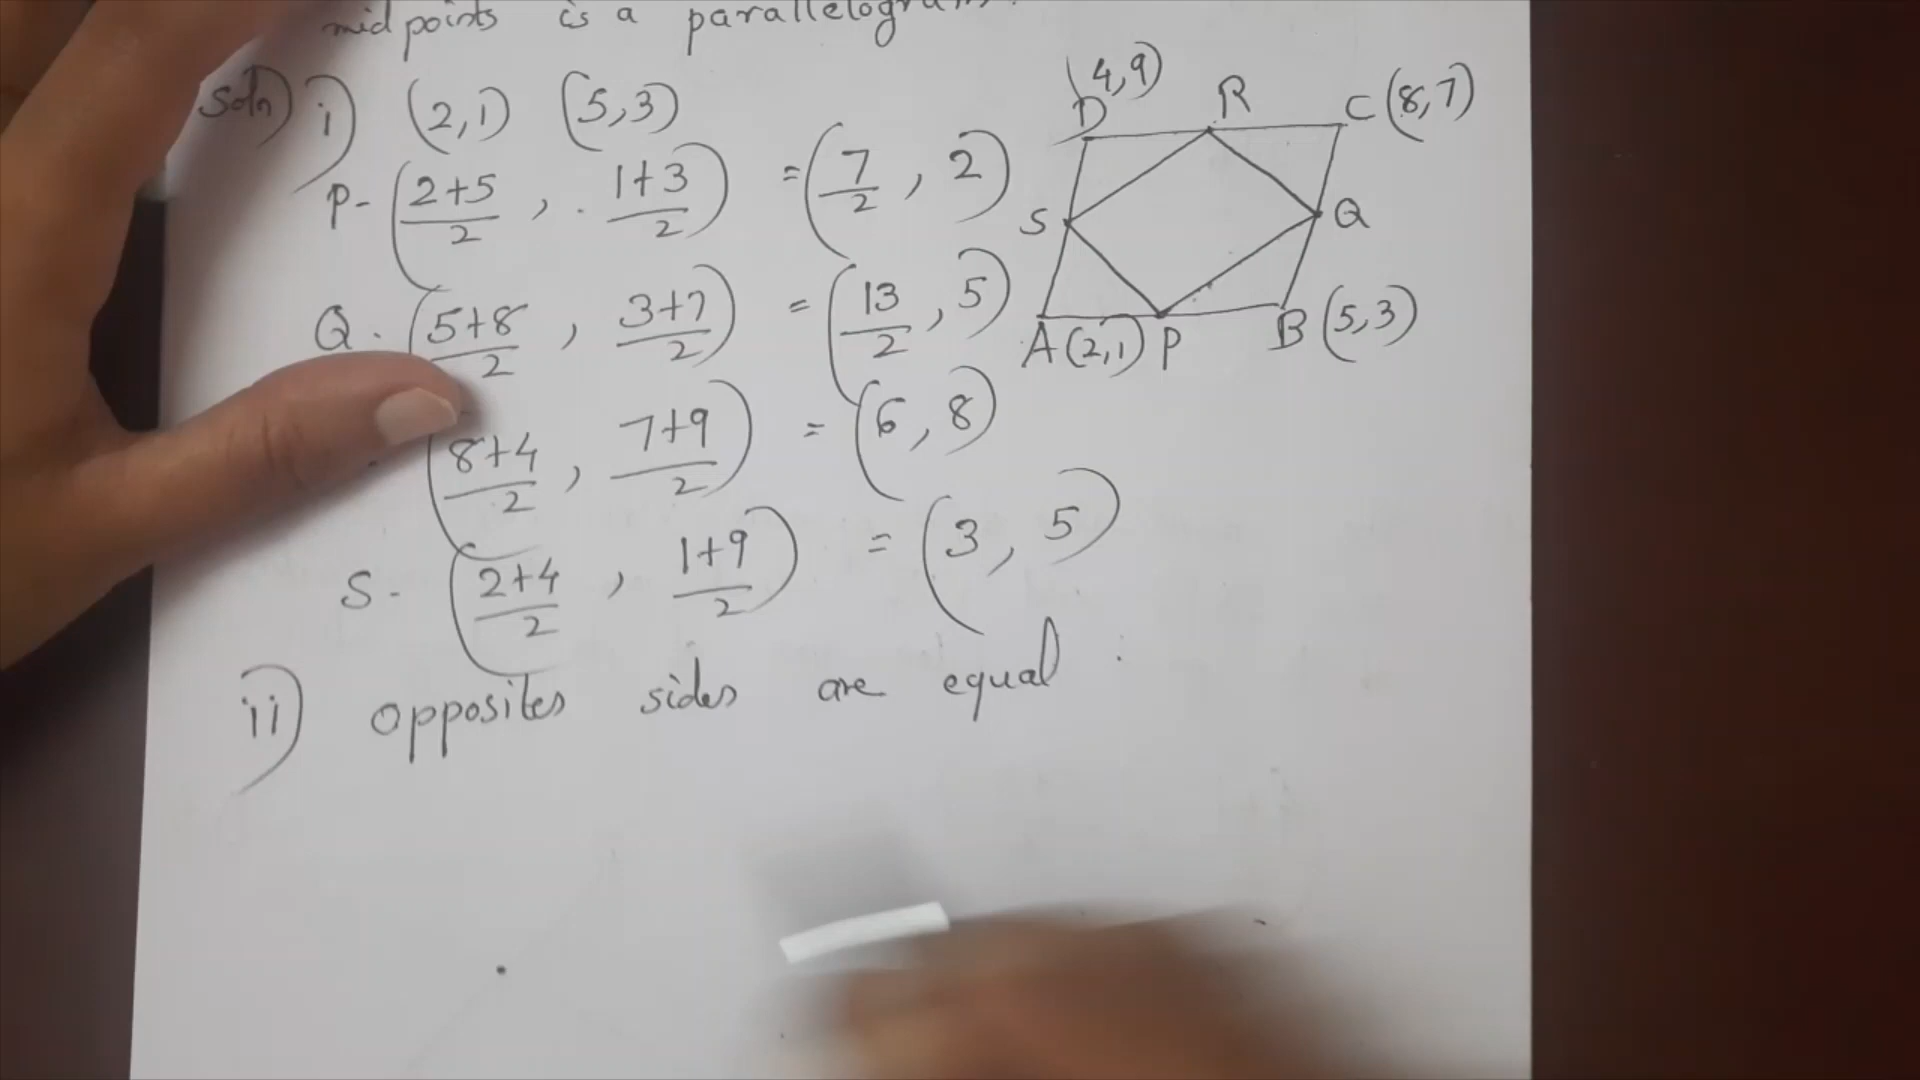 midpoints is a parallelogram.
Soln) i) (2,1) (5,3)
P - (2+5/2 , 1+3/2) = (7/2 , 2)
Q - (5+8/2 , 3+7/2) = (13/2 , 5)
(8+4/2 , 7+9/2) = (6 , 8)
S - (2+4/2 , 1+9/2) = (3 , 5)
ii) opposites sides are equal
(4,9)
D R C (8,7)
S Q
A (2,1) P B (5,3)